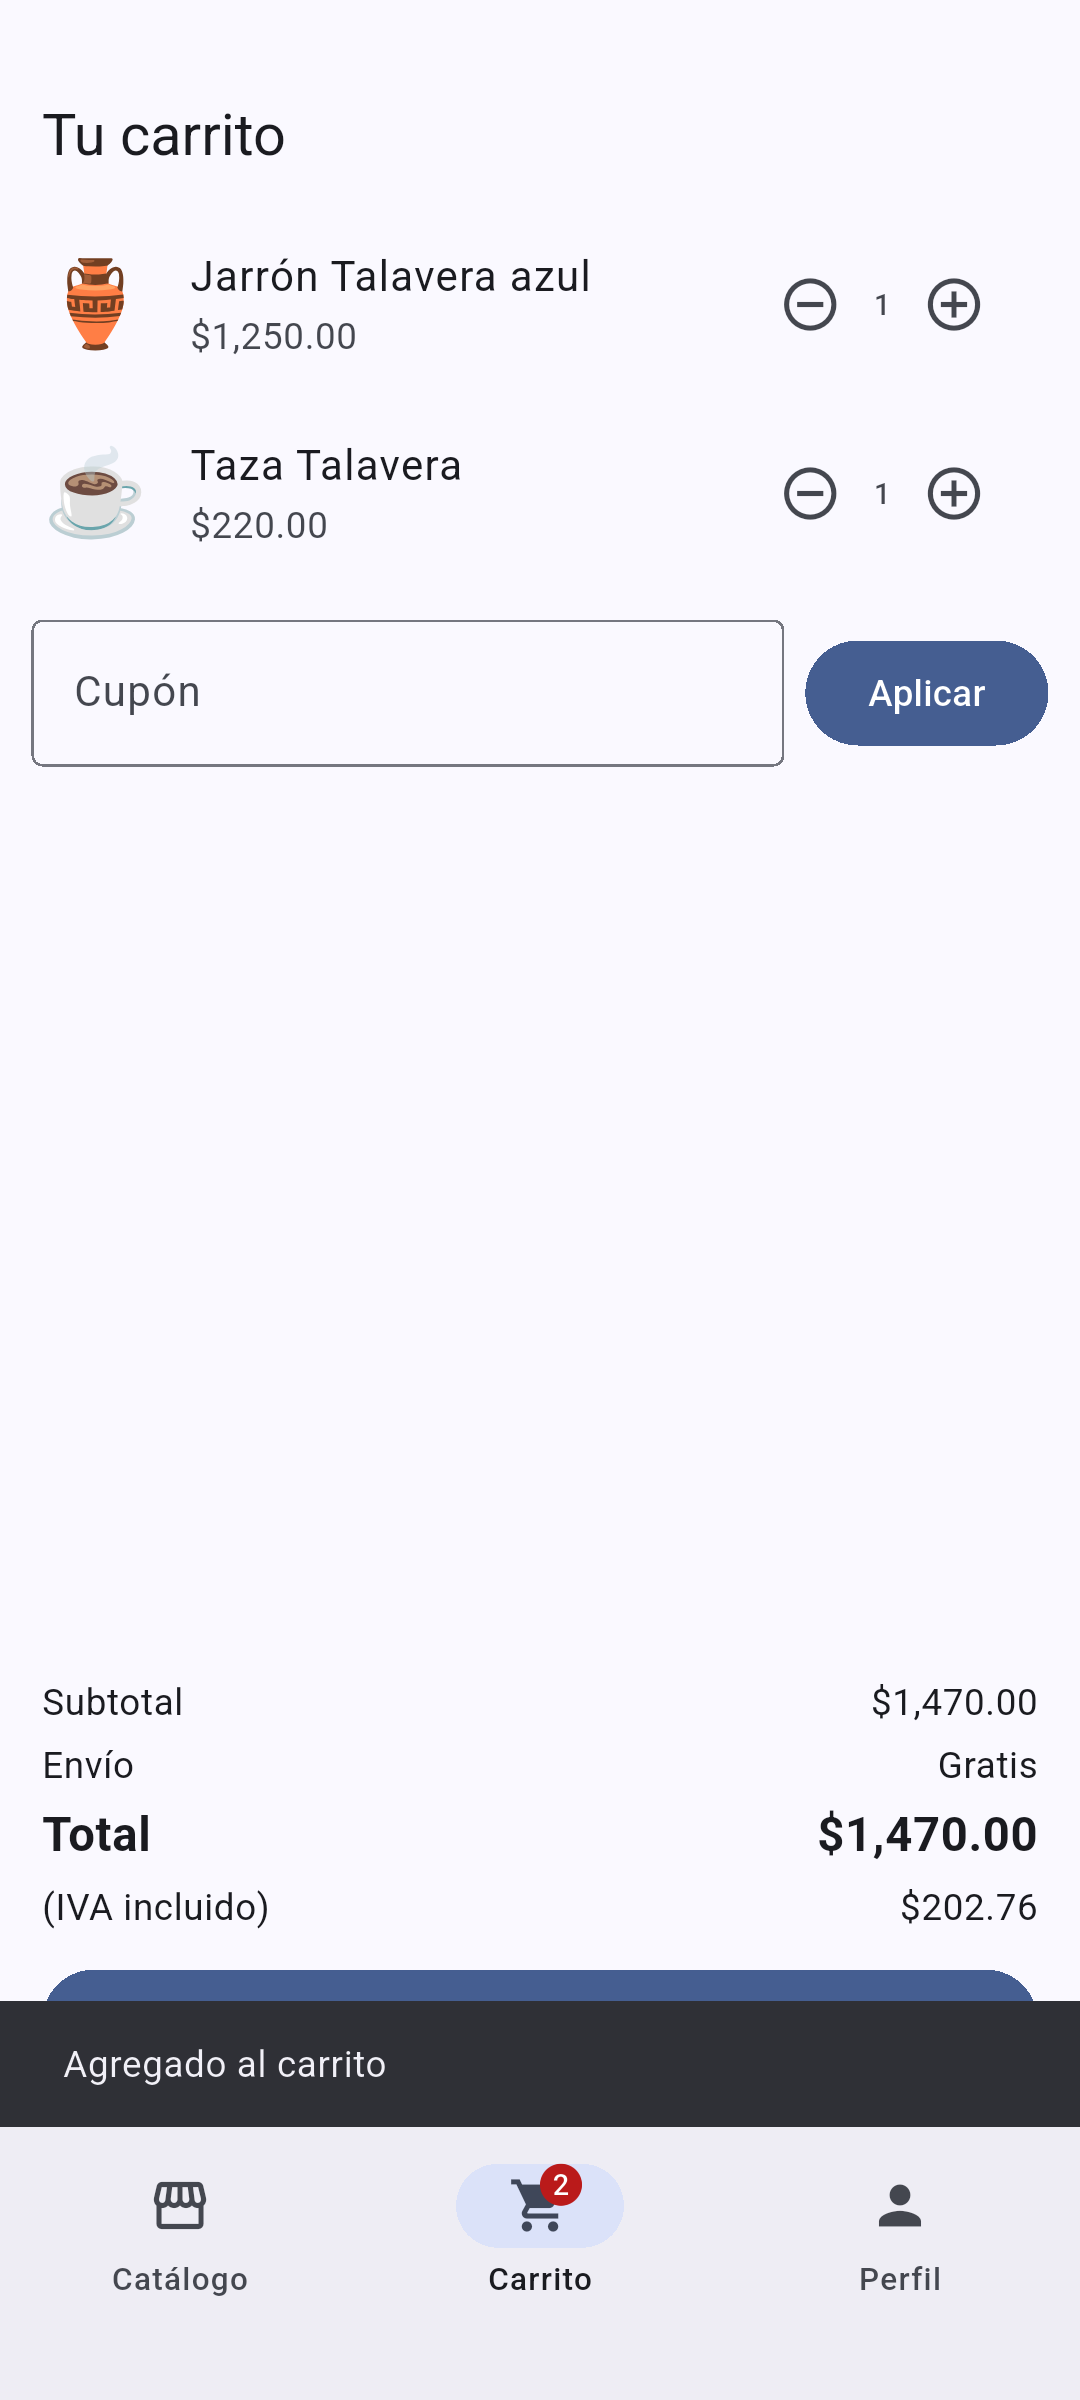 Tu carrito
Jarrón Talavera azul
$1,250.00
1
Taza Talavera
$220.00
1
Cupón
Aplicar
Subtotal $1,470.00
Envío Gratis
Total $1,470.00
(IVA incluido) $202.76
Agregado al carrito
2
Catálogo Carrito Perfil